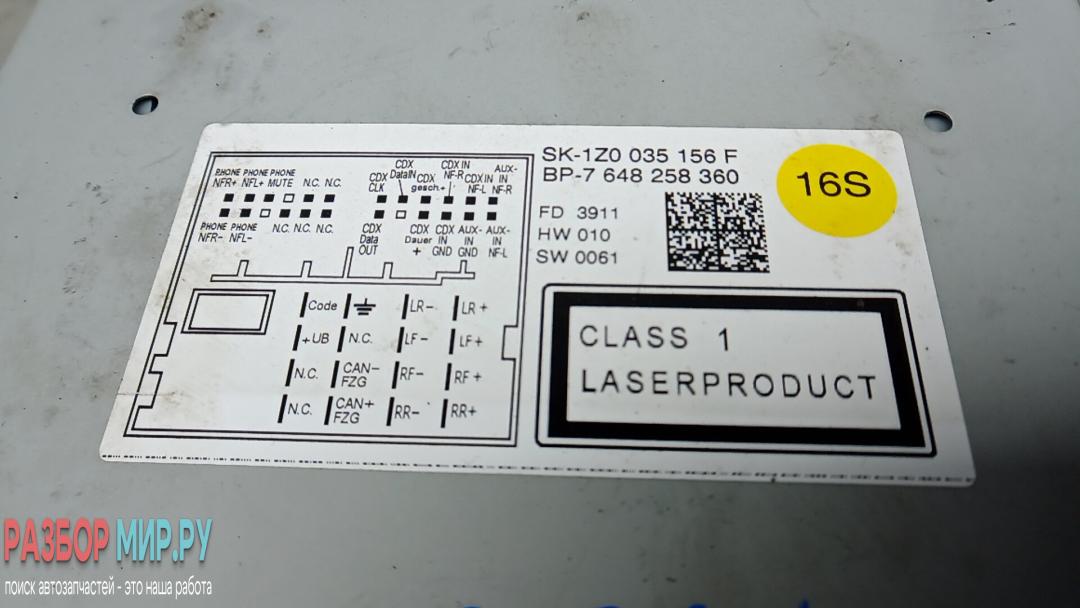 SK-1Z0 035 156 F
BP-7 648 258 360
16S
FD 3911
HW 010
SW 0061
CLASS 1
LASERPRODUCT
PHONE PHONE PHONE
NFR+ NFL+ MUTE N.C. N.C.
PHONE PHONE
NFR- NFL- N.C. N.C. N.C.
CDX CLK
CDX DataIN
CDX gesch.+
CDX IN NF-R
CDX IN NF-L
AUX-IN NF-R
CDX Data OUT
CDX Dauer +
CDX IN GND
AUX-IN GND
AUX-IN NF-L
Code LR- LR+
+UB N.C. LF- LF+
N.C. CAN-FZG RF- RF+
N.C. CAN+FZG RR- RR+
РАЗБОР МИР.РУ
поиск автозапчастей - это наша работа